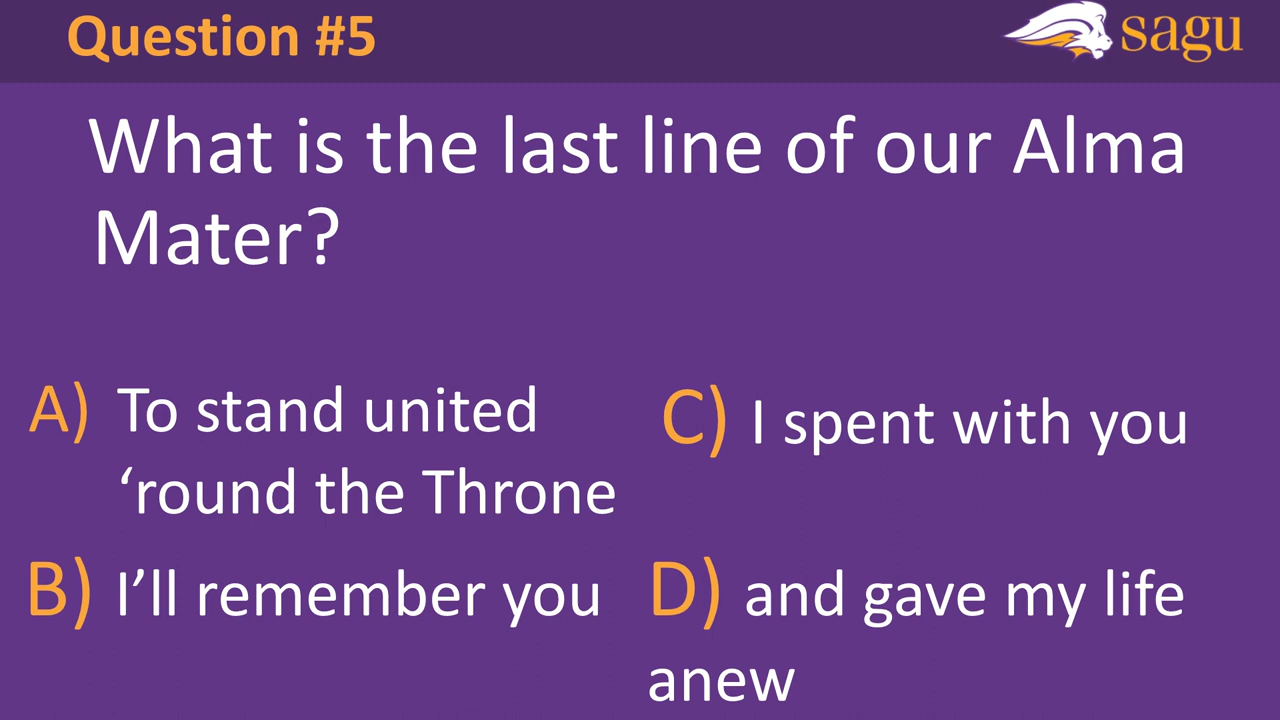 Question #5
sagu
What is the last line of our Alma
Mater?
A) To stand united
‘round the Throne
B) I’ll remember you
C) I spent with you
D) and gave my life
anew